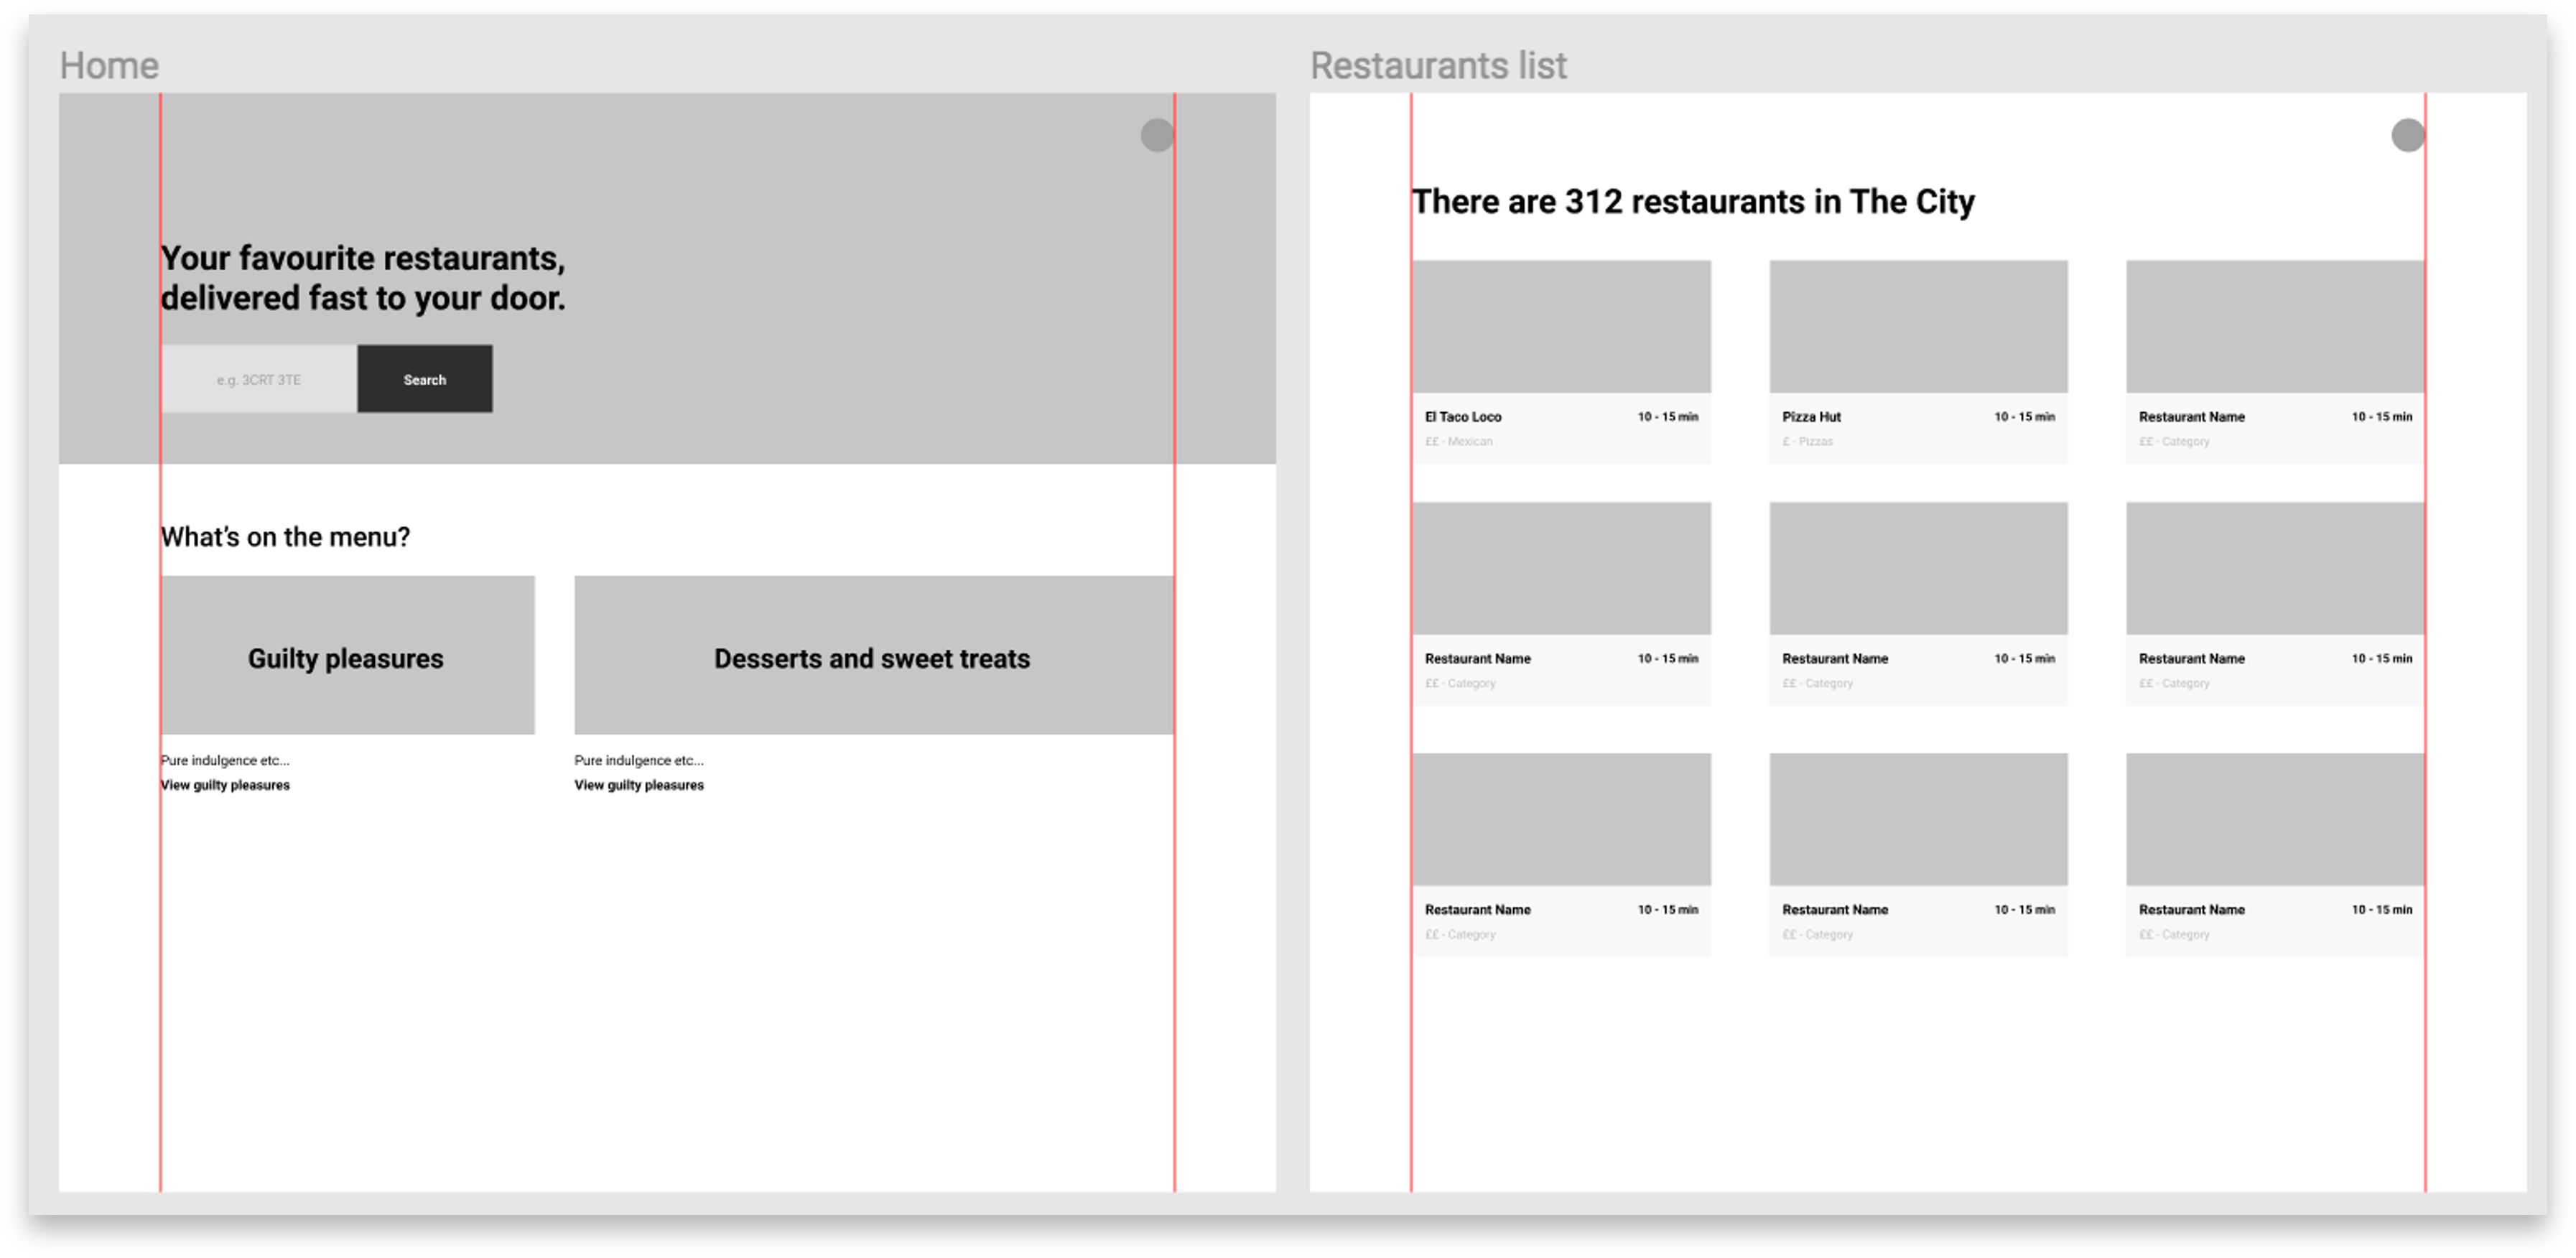 Home
Your favourite restaurants,
delivered fast to your door.
e.g. 3CRT 3TE
Search
What’s on the menu?
Guilty pleasures
Desserts and sweet treats
Pure indulgence etc...
View guilty pleasures
Pure indulgence etc...
View guilty pleasures
Restaurants list
There are 312 restaurants in The City
El Taco Loco 10 - 15 min
££ - Mexican
Pizza Hut 10 - 15 min
£ - Pizzas
Restaurant Name 10 - 15 min
££ - Category
Restaurant Name 10 - 15 min
££ - Category
Restaurant Name 10 - 15 min
££ - Category
Restaurant Name 10 - 15 min
££ - Category
Restaurant Name 10 - 15 min
££ - Category
Restaurant Name 10 - 15 min
££ - Category
Restaurant Name 10 - 15 min
££ - Category